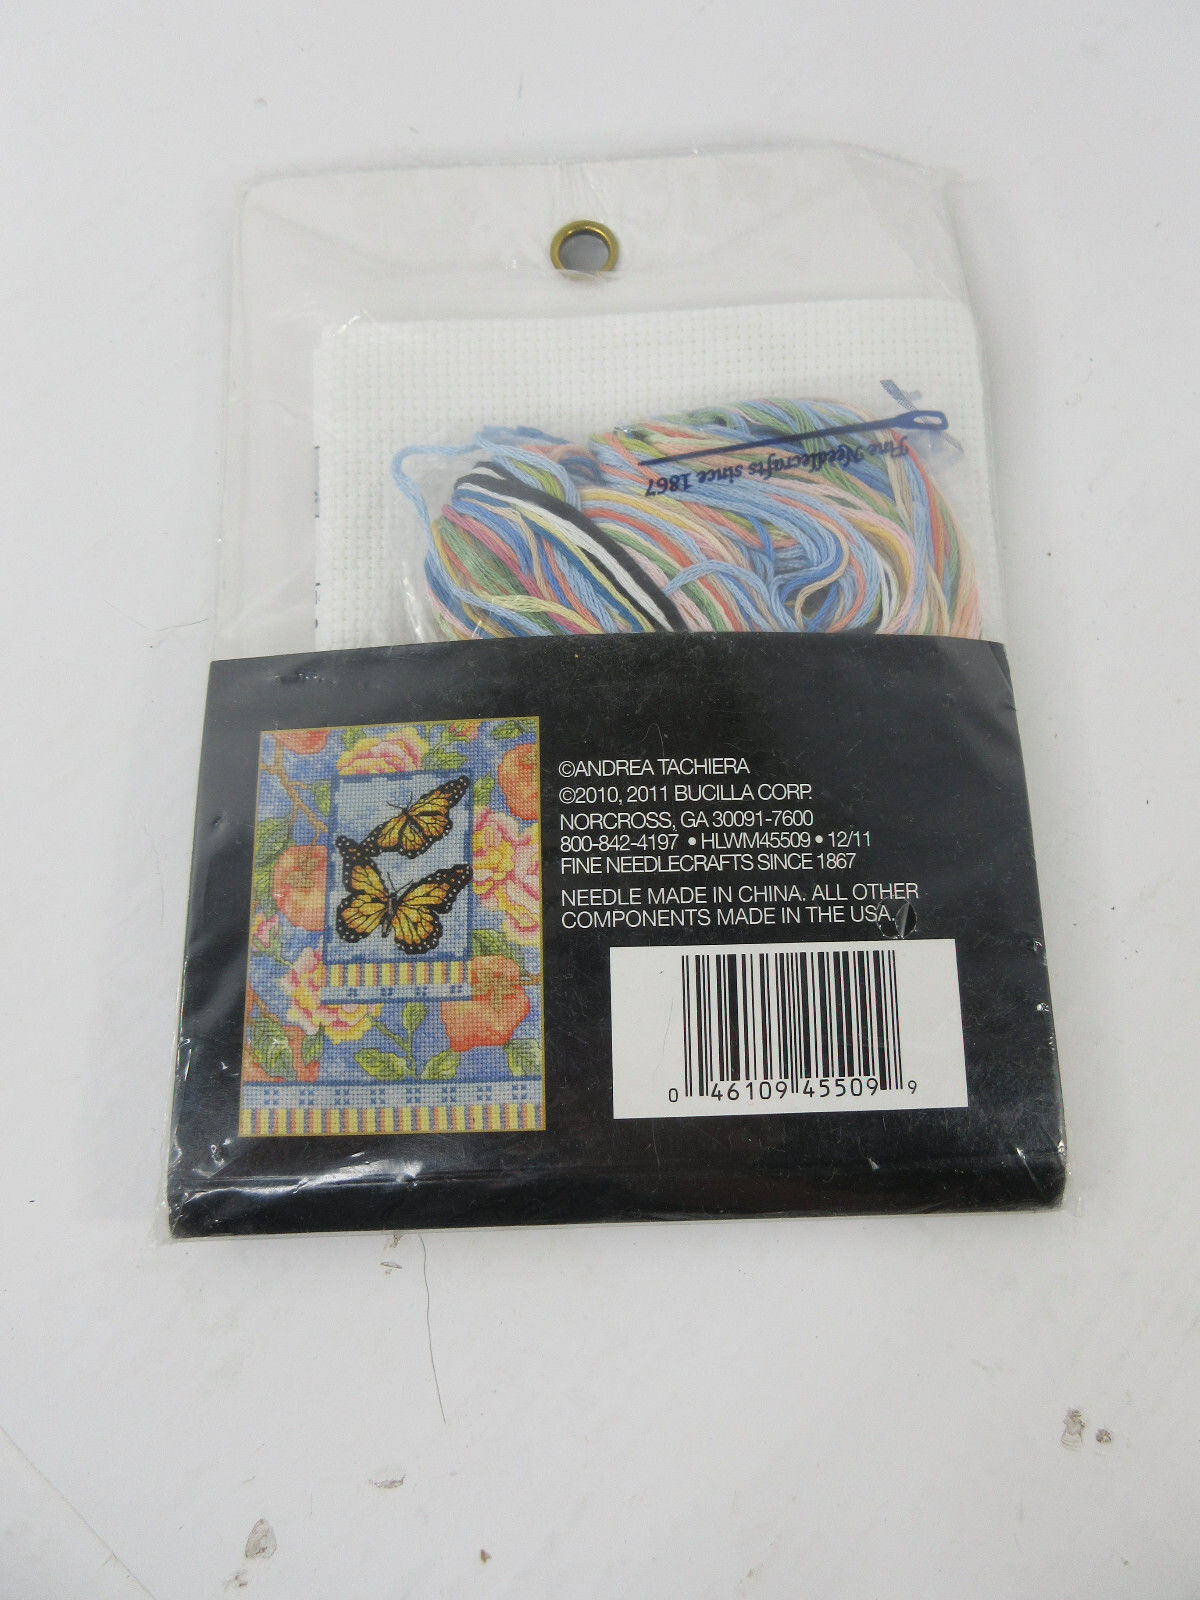 Fine Needlecrafts since 1867
©ANDREA TACHIERA
©2010, 2011 BUCILLA CORP.
NORCROSS, GA 30091-7600
800-842-4197 • HLWM45509 • 12/11
FINE NEEDLECRAFTS SINCE 1867
NEEDLE MADE IN CHINA. ALL OTHER
COMPONENTS MADE IN THE USA.
0 46109 45509 9